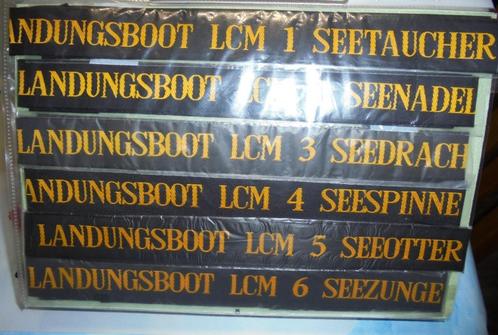 ANDUNGSBOOT LCM 1 SEETAUCHER
LANDUNGSBOOT LCM SEENADEL
LANDUNGSBOOT LCM 3 SEEDRACH
ANDUNGSBOOT LCM 4 SEESPINNE
LANDUNGSBOOT LCM 5 SEEOTTER
LANDUNGSBOOT LCM 6 SEEZUNGE